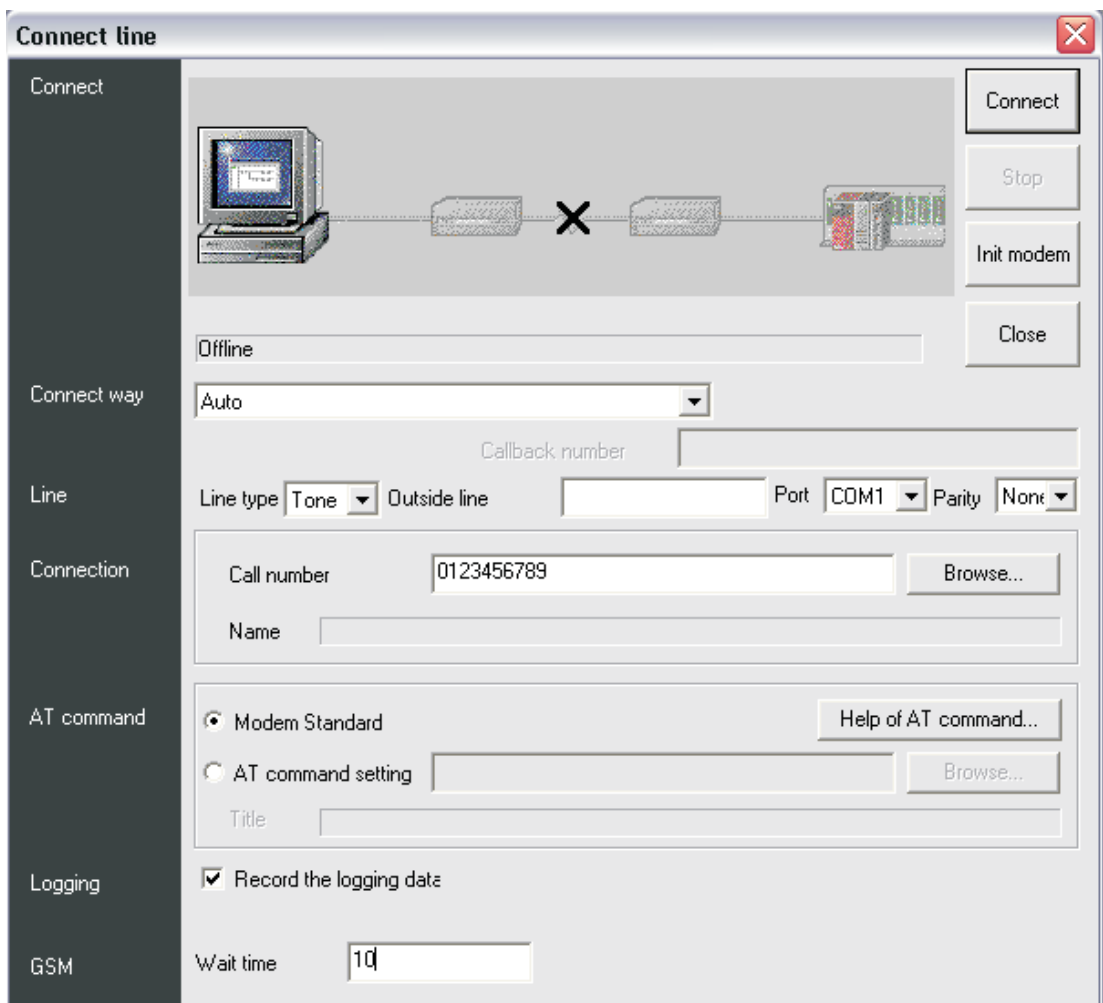 Connect line
Connect
Connect
Stop
Init modem
Close
Offline
Connect way
Auto
Callback number
Line
Line type Tone Outside line Port COM1 Parity None
Connection
Call number 0123456789 Browse...
Name
AT command
Modem Standard Help of AT command...
AT command setting Browse...
Title
Logging
Record the logging data
GSM
Wait time 10